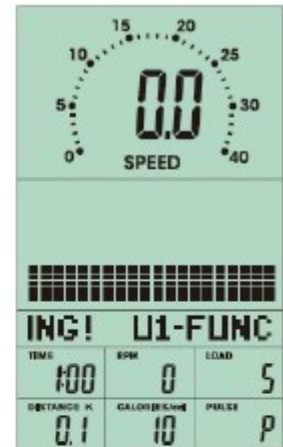 15 20
10 25
0.0
5 30
0 SPEED 40
ING! U1-FUNC
TIME RPM LOAD
1:00 0 5
DISTANCE K CALORIES/cal PULSE
0.1 10 P